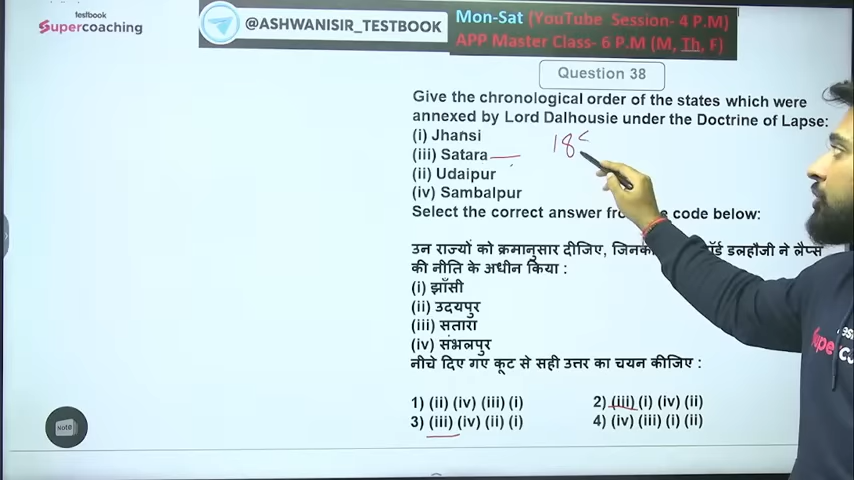 testbook
Supercoaching
@ASHWANISIR_TESTBOOK
Mon-Sat (YouTube Session- 4 P.M)
APP Master Class- 6 P.M (M, Th, F)
Question 38
Give the chronological order of the states which were
annexed by Lord Dalhousie under the Doctrine of Lapse:
(i) Jhansi
(iii) Satara
18
(ii) Udaipur
(iv) Sambalpur
Select the correct answer code below:
उन राज्यों को क्रमानुसार दीजिए, डलहौजी ने लैप्स
की नीति के अधीन किया :
(i) झाँसी
(ii) उदयपुर
(iii) सतारा
(iv) संभलपुर
नीचे दिए गए कूट से सही उत्तर का चयन कीजिए :
1) (ii) (iv) (iii) (i)
2) (iii) (i) (iv) (ii)
3) (iii) (iv) (ii) (i)
4) (iv) (iii) (i) (ii)
Note